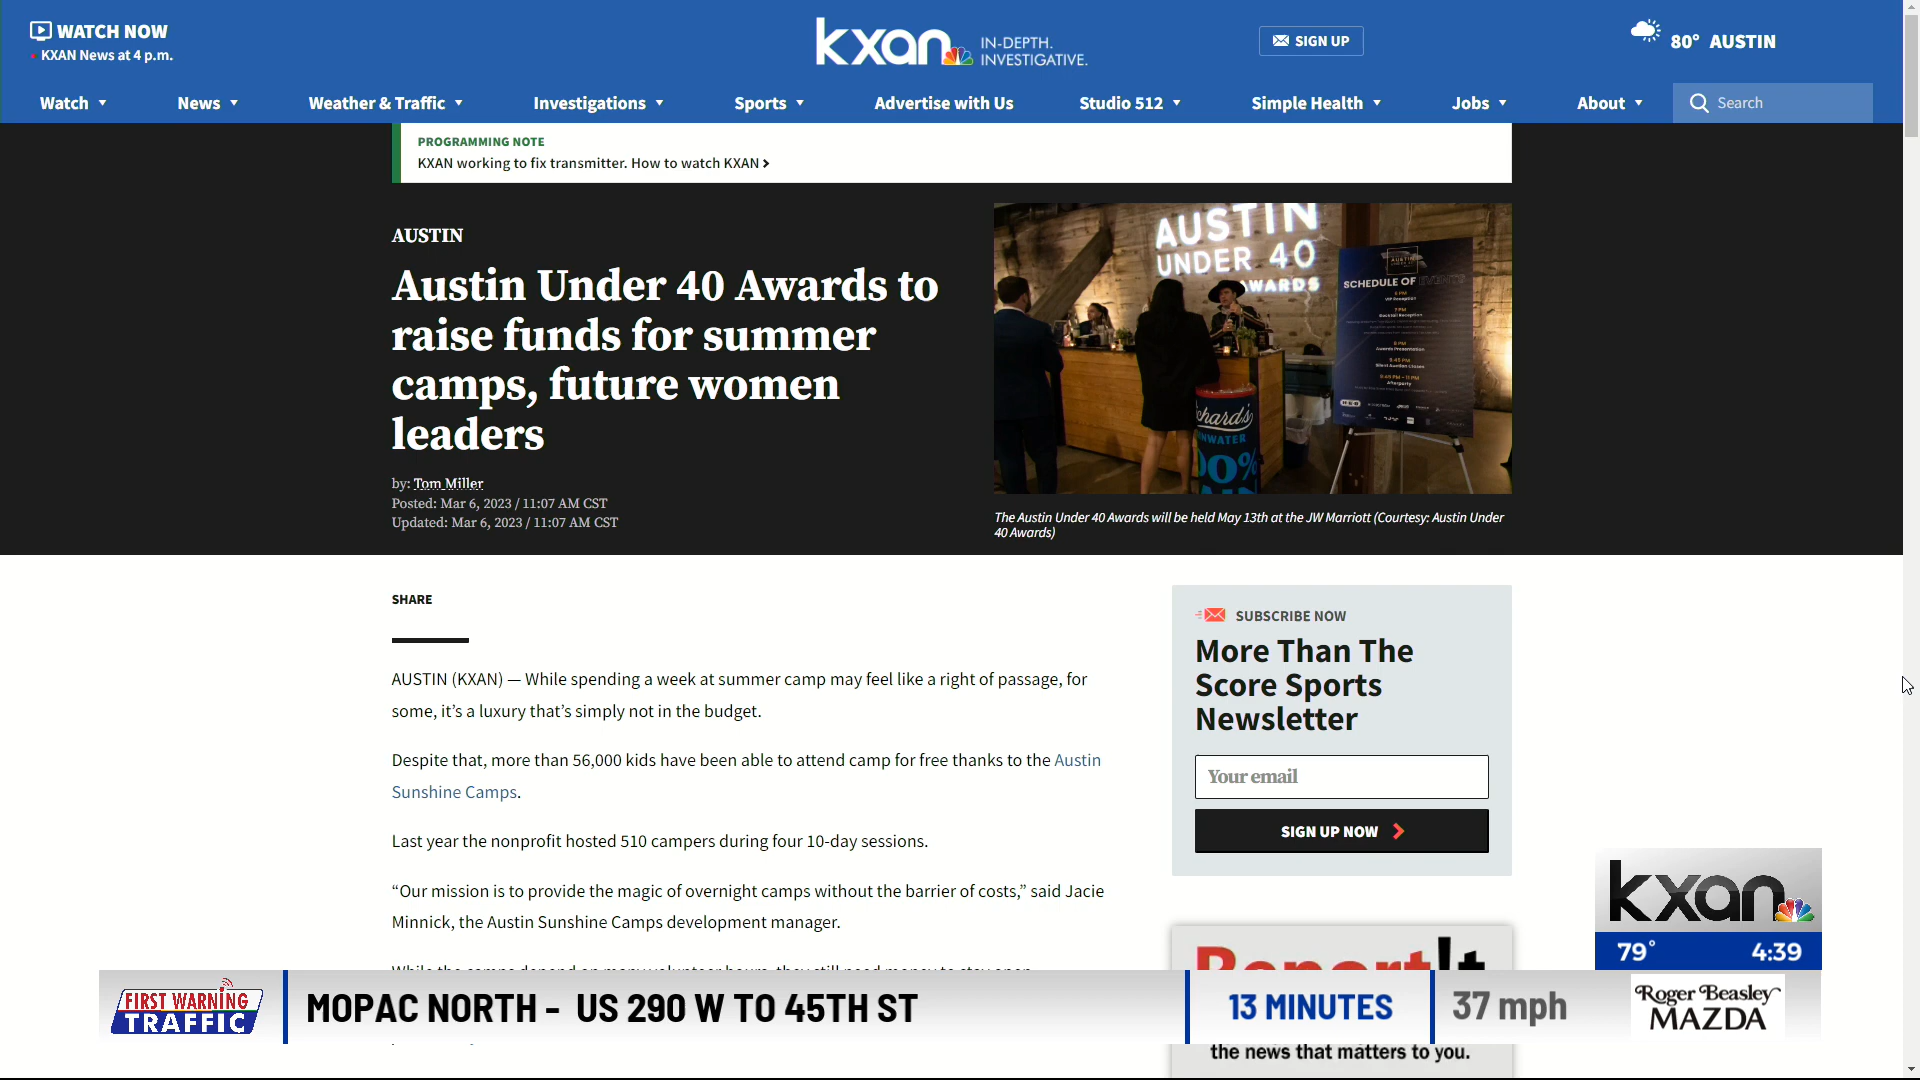 WATCH NOW
KXAN News at 4 p.m.
kxan
IN-DEPTH.
INVESTIGATIVE.
SIGN UP
80° AUSTIN
Watch
News
Weather & Traffic
Investigations
Sports
Advertise with Us
Studio 512
Simple Health
Jobs
About
Search
PROGRAMMING NOTE
KXAN working to fix transmitter. How to watch KXAN
AUSTIN
Austin Under 40 Awards to
raise funds for summer
camps, future women
leaders
by: Tom Miller
Posted: Mar 6, 2023 / 11:07 AM CST
Updated: Mar 6, 2023 / 11:07 AM CST
AUSTIN
UNDER 40
AWARDS
SCHEDULE OF EVENTS
The Austin Under 40 Awards will be held May 13th at the JW Marriott (Courtesy: Austin Under
40 Awards)
SHARE
AUSTIN (KXAN) — While spending a week at summer camp may feel like a right of passage, for
some, it’s a luxury that’s simply not in the budget.
Despite that, more than 56,000 kids have been able to attend camp for free thanks to the Austin
Sunshine Camps.
Last year the nonprofit hosted 510 campers during four 10-day sessions.
“Our mission is to provide the magic of overnight camps without the barrier of costs,” said Jacie
Minnick, the Austin Sunshine Camps development manager.
SUBSCRIBE NOW
More Than The
Score Sports
Newsletter
Your email
SIGN UP NOW
Report It
the news that matters to you.
kxan
79° 4:39
FIRST WARNING
TRAFFIC
MOPAC NORTH - US 290 W TO 45TH ST
13 MINUTES
37 mph
Roger Beasley
MAZDA